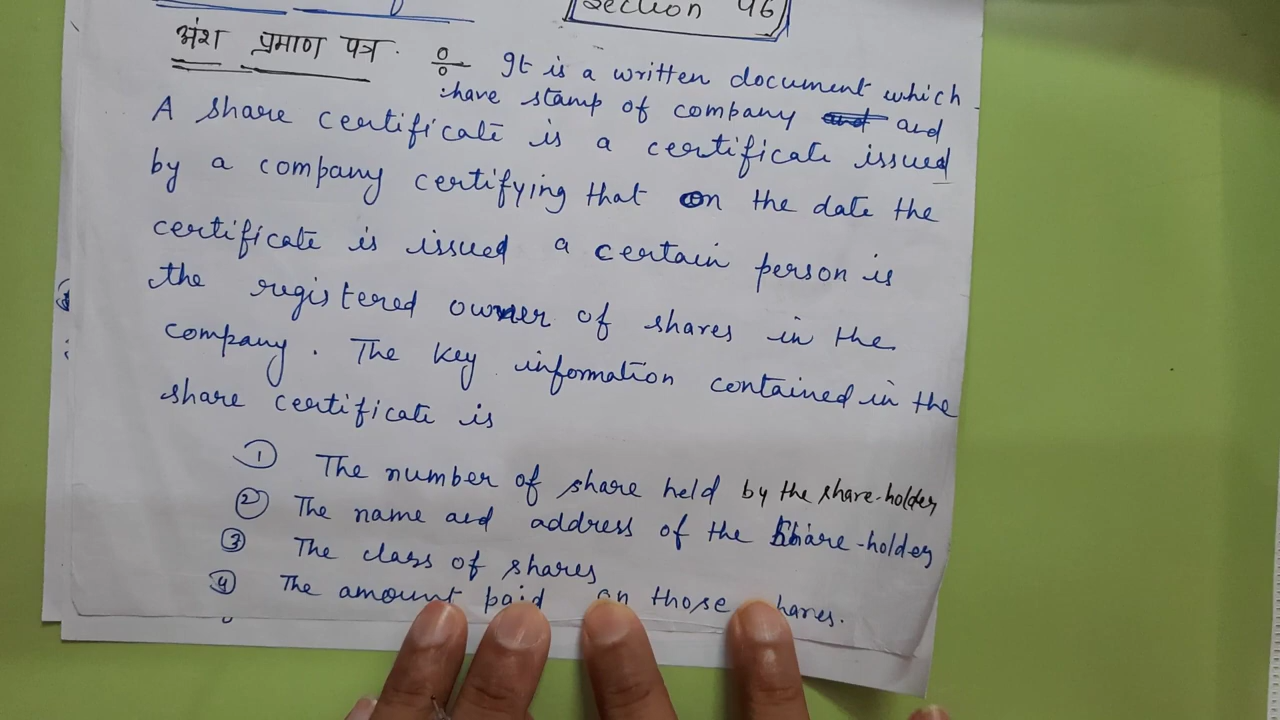 Section 46
अंश प्रमाण पत्र. ÷ It is a written document which
have stamp of company and and
A share certificate is a certificate issued
by a company certifying that on the date the
certificate is issued a certain person is
the registered owner of shares in the
company. The key information contained in the
share certificate is
① The number of share held by the share-holder
② The name and address of the share-holder
③ The class of shares
④ The amount paid on those shares.